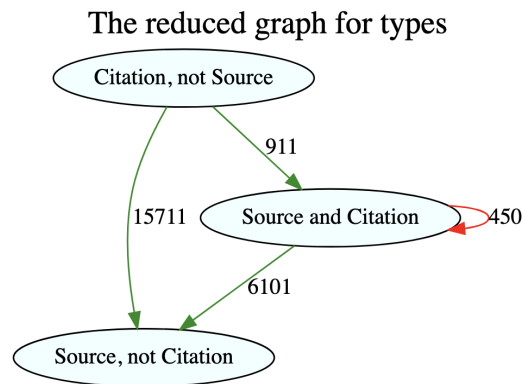 The reduced graph for types
Citation, not Source
911
15711
Source and Citation
450
6101
Source, not Citation